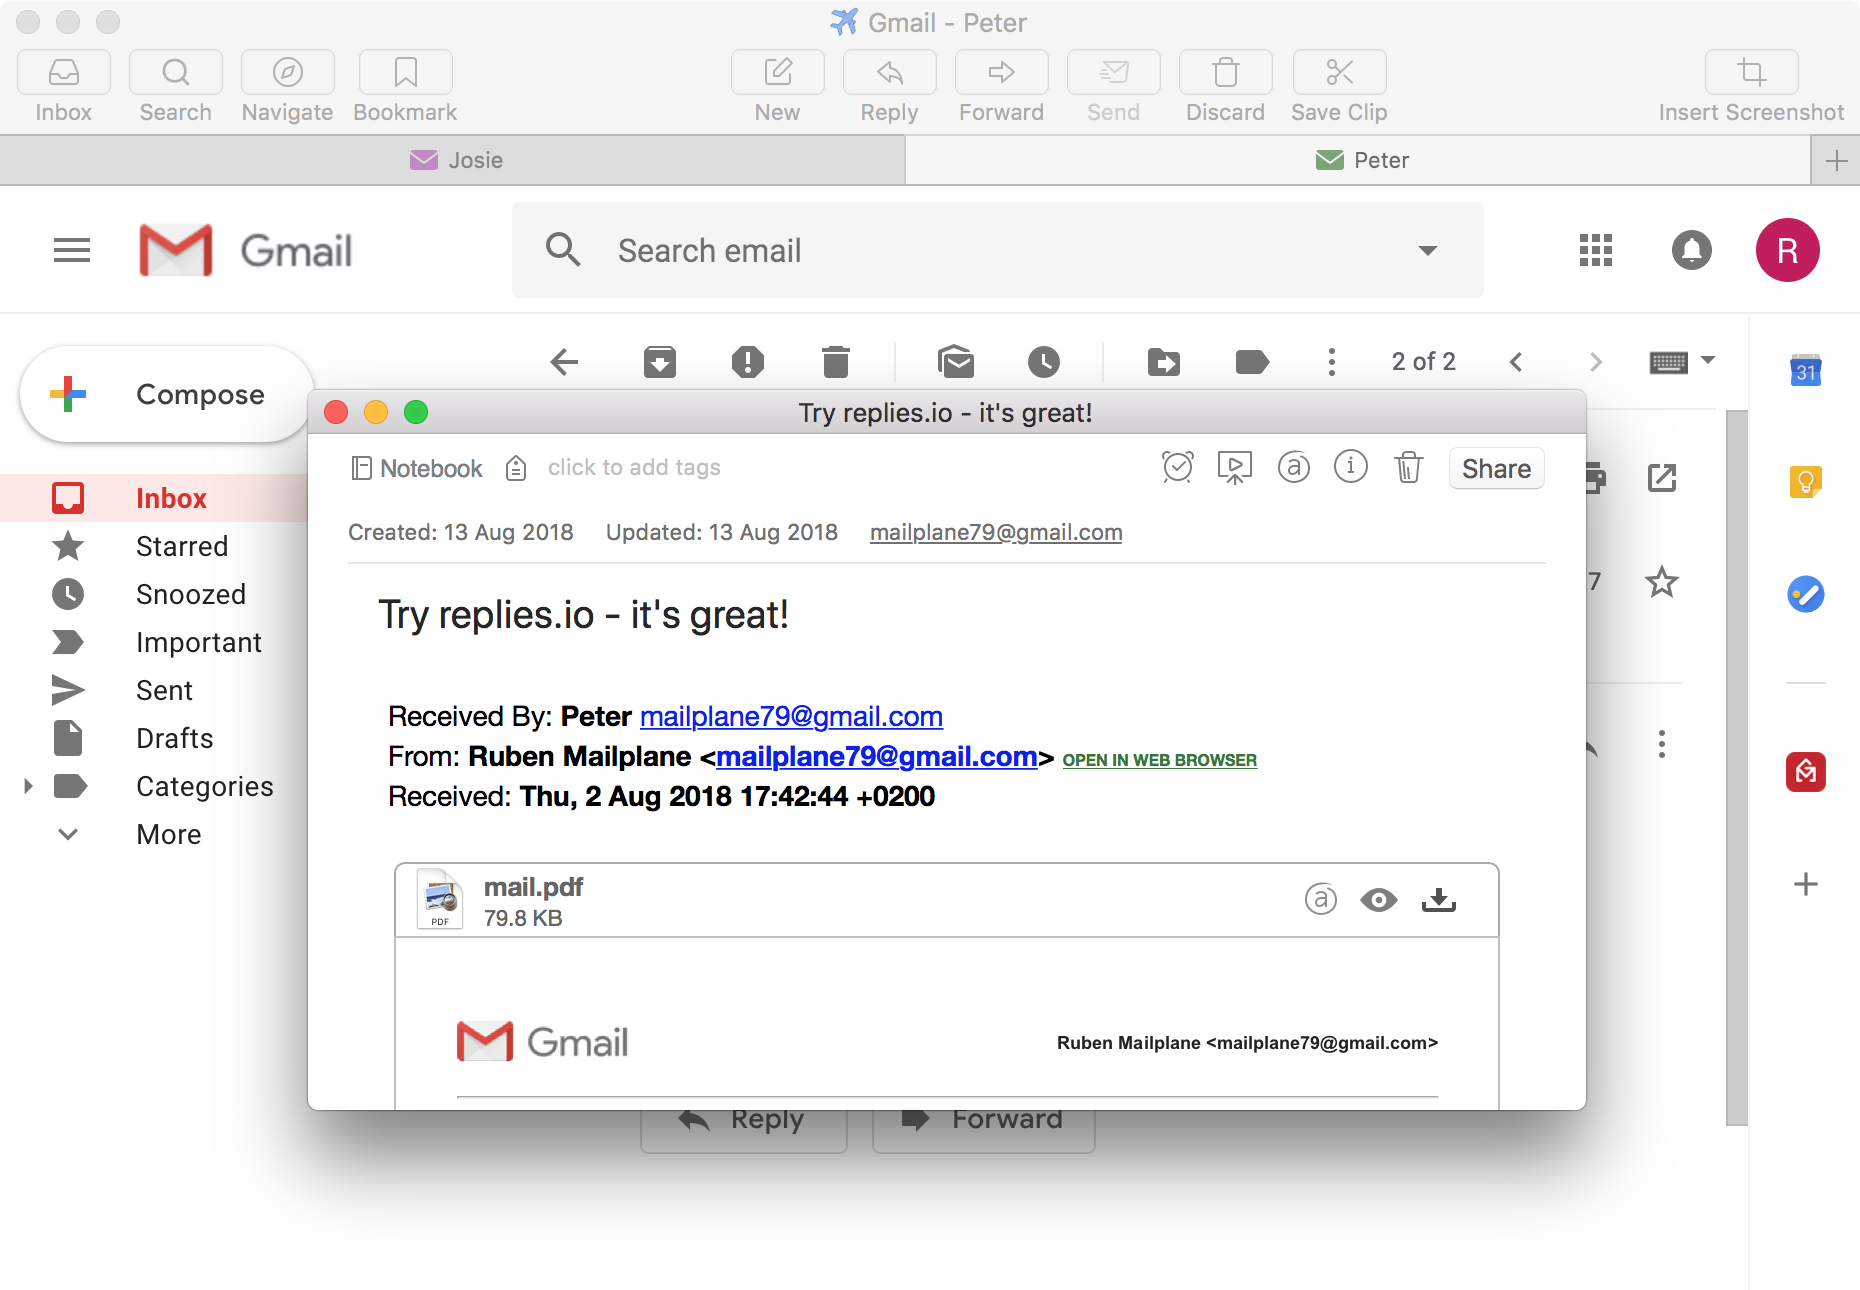 Gmail - Peter
Inbox Search Navigate Bookmark New Reply Forward Send Discard Save Clip Insert Screenshot
Josie Peter
Gmail Search email R
Compose 2 of 2 31
Try replies.io - it's great!
Notebook click to add tags Share
Inbox
Created: 13 Aug 2018 Updated: 13 Aug 2018 mailplane79@gmail.com
Starred
7
Snoozed
Try replies.io - it's great!
Important
Sent
Received By: Peter mailplane79@gmail.com
Drafts
From: Ruben Mailplane <mailplane79@gmail.com> OPEN IN WEB BROWSER
Categories
Received: Thu, 2 Aug 2018 17:42:44 +0200
More
mail.pdf
PDF
79.8 KB
Gmail Ruben Mailplane <mailplane79@gmail.com>
Reply Forward